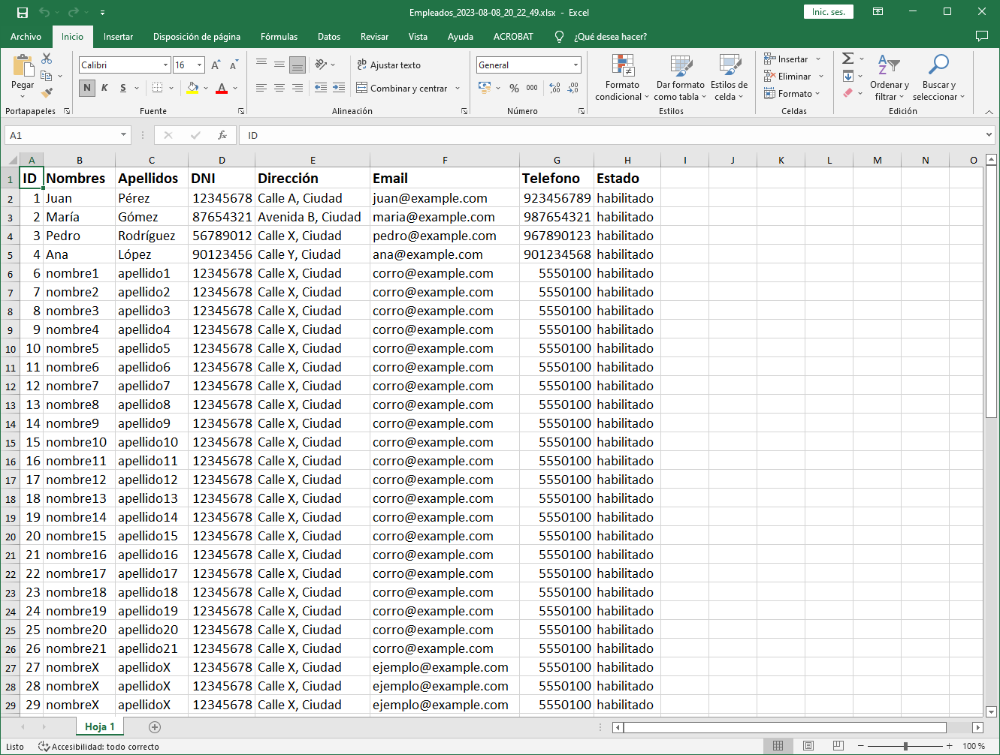 Empleados_2023-08-08_20_22_49.xlsx - Excel
Inic. ses.
Archivo Inicio Insertar Disposición de página Fórmulas Datos Revisar Vista Ayuda ACROBAT ¿Qué desea hacer?
Pegar
Portapapeles
Calibri 16
N K S
Fuente
Ajustar texto
Combinar y centrar
Alineación
General
% 000
Número
Formato condicional
Dar formato como tabla
Estilos de celda
Estilos
Insertar
Eliminar
Formato
Celdas
Ordenar y filtrar
Buscar y seleccionar
Edición
A1 fx ID
A B C D E F G H I J K L M N O
1 ID Nombres Apellidos DNI Dirección Email Telefono Estado
2 1 Juan Pérez 12345678 Calle A, Ciudad juan@example.com 923456789 habilitado
3 2 María Gómez 87654321 Avenida B, Ciudad maria@example.com 987654321 habilitado
4 3 Pedro Rodríguez 56789012 Calle X, Ciudad pedro@example.com 967890123 habilitado
5 4 Ana López 90123456 Calle Y, Ciudad ana@example.com 901234568 habilitado
6 6 nombre1 apellido1 12345678 Calle X, Ciudad corro@example.com 5550100 habilitado
7 7 nombre2 apellido2 12345678 Calle X, Ciudad corro@example.com 5550100 habilitado
8 8 nombre3 apellido3 12345678 Calle X, Ciudad corro@example.com 5550100 habilitado
9 9 nombre4 apellido4 12345678 Calle X, Ciudad corro@example.com 5550100 habilitado
10 10 nombre5 apellido5 12345678 Calle X, Ciudad corro@example.com 5550100 habilitado
11 11 nombre6 apellido6 12345678 Calle X, Ciudad corro@example.com 5550100 habilitado
12 12 nombre7 apellido7 12345678 Calle X, Ciudad corro@example.com 5550100 habilitado
13 13 nombre8 apellido8 12345678 Calle X, Ciudad corro@example.com 5550100 habilitado
14 14 nombre9 apellido9 12345678 Calle X, Ciudad corro@example.com 5550100 habilitado
15 15 nombre10 apellido10 12345678 Calle X, Ciudad corro@example.com 5550100 habilitado
16 16 nombre11 apellido11 12345678 Calle X, Ciudad corro@example.com 5550100 habilitado
17 17 nombre12 apellido12 12345678 Calle X, Ciudad corro@example.com 5550100 habilitado
18 18 nombre13 apellido13 12345678 Calle X, Ciudad corro@example.com 5550100 habilitado
19 19 nombre14 apellido14 12345678 Calle X, Ciudad corro@example.com 5550100 habilitado
20 20 nombre15 apellido15 12345678 Calle X, Ciudad corro@example.com 5550100 habilitado
21 21 nombre16 apellido16 12345678 Calle X, Ciudad corro@example.com 5550100 habilitado
22 22 nombre17 apellido17 12345678 Calle X, Ciudad corro@example.com 5550100 habilitado
23 23 nombre18 apellido18 12345678 Calle X, Ciudad corro@example.com 5550100 habilitado
24 24 nombre19 apellido19 12345678 Calle X, Ciudad corro@example.com 5550100 habilitado
25 25 nombre20 apellido20 12345678 Calle X, Ciudad corro@example.com 5550100 habilitado
26 26 nombre21 apellido21 12345678 Calle X, Ciudad corro@example.com 5550100 habilitado
27 27 nombreX apellidoX 12345678 Calle X, Ciudad ejemplo@example.com 5550100 habilitado
28 28 nombreX apellidoX 12345678 Calle X, Ciudad ejemplo@example.com 5550100 habilitado
29 29 nombreX apellidoX 12345678 Calle X, Ciudad ejemplo@example.com 5550100 habilitado
Hoja 1
Listo Accesibilidad: todo correcto 100 %